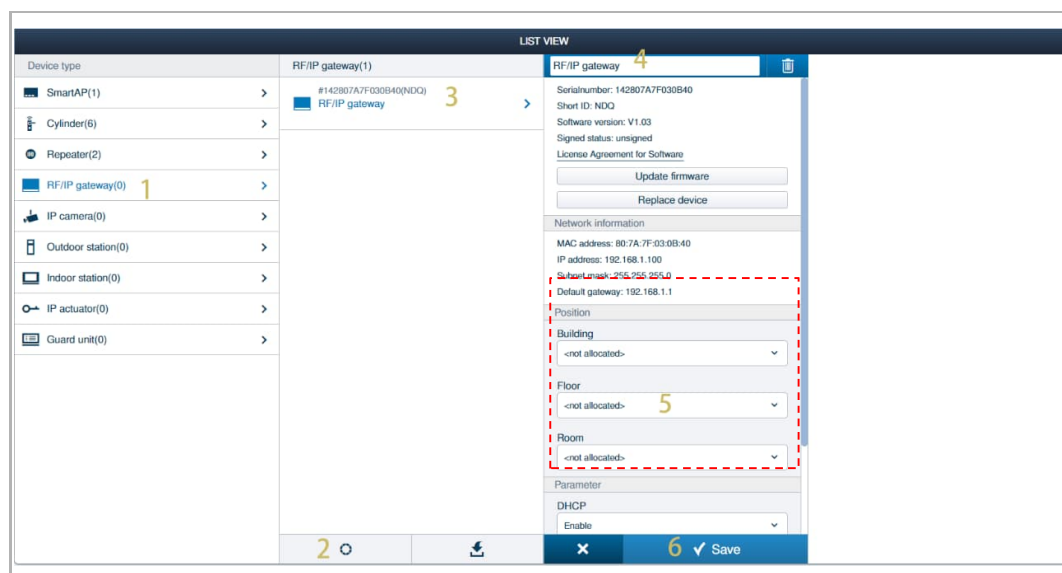 LIST VIEW
Device type
SmartAP(1)
Cylinder(6)
Repeater(2)
RF/IP gateway(0)
1
IP camera(0)
Outdoor station(0)
Indoor station(0)
IP actuator(0)
Guard unit(0)
RF/IP gateway(1)
#142807A7F030B40(NDQ)
RF/IP gateway
3
2
RF/IP gateway
4
Serialnumber: 142807A7F030B40
Short ID: NDQ
Software version: V1.03
Signed status: unsigned
License Agreement for Software
Update firmware
Replace device
Network information
MAC address: 80:7A:7F:03:0B:40
IP address: 192.168.1.100
Subnet mask: 255.255.255.0
Default gateway: 192.168.1.1
Position
Building
<not allocated>
Floor
<not allocated>
5
Room
<not allocated>
Parameter
DHCP
Enable
6 Save